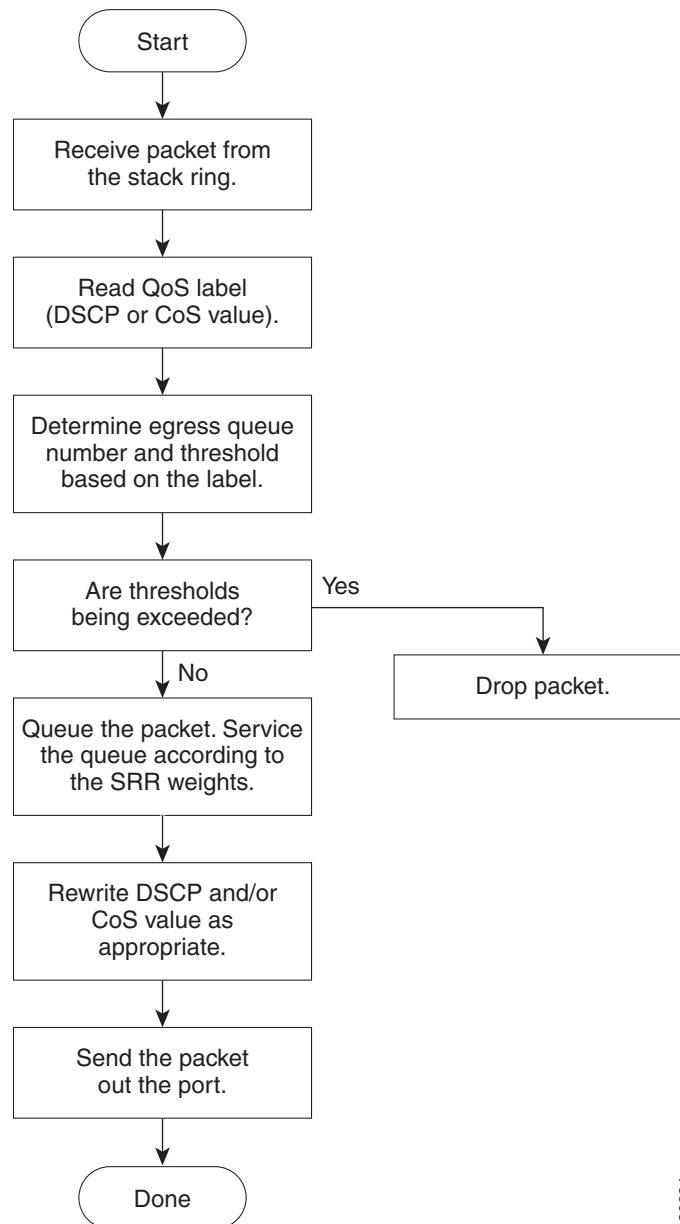 Start
Receive packet from
the stack ring.
Read QoS label
(DSCP or CoS value).
Determine egress queue
number and threshold
based on the label.
Are thresholds
being exceeded?
Yes
Drop packet.
No
Queue the packet. Service
the queue according to
the SRR weights.
Rewrite DSCP and/or
CoS value as
appropriate.
Send the packet
out the port.
Done